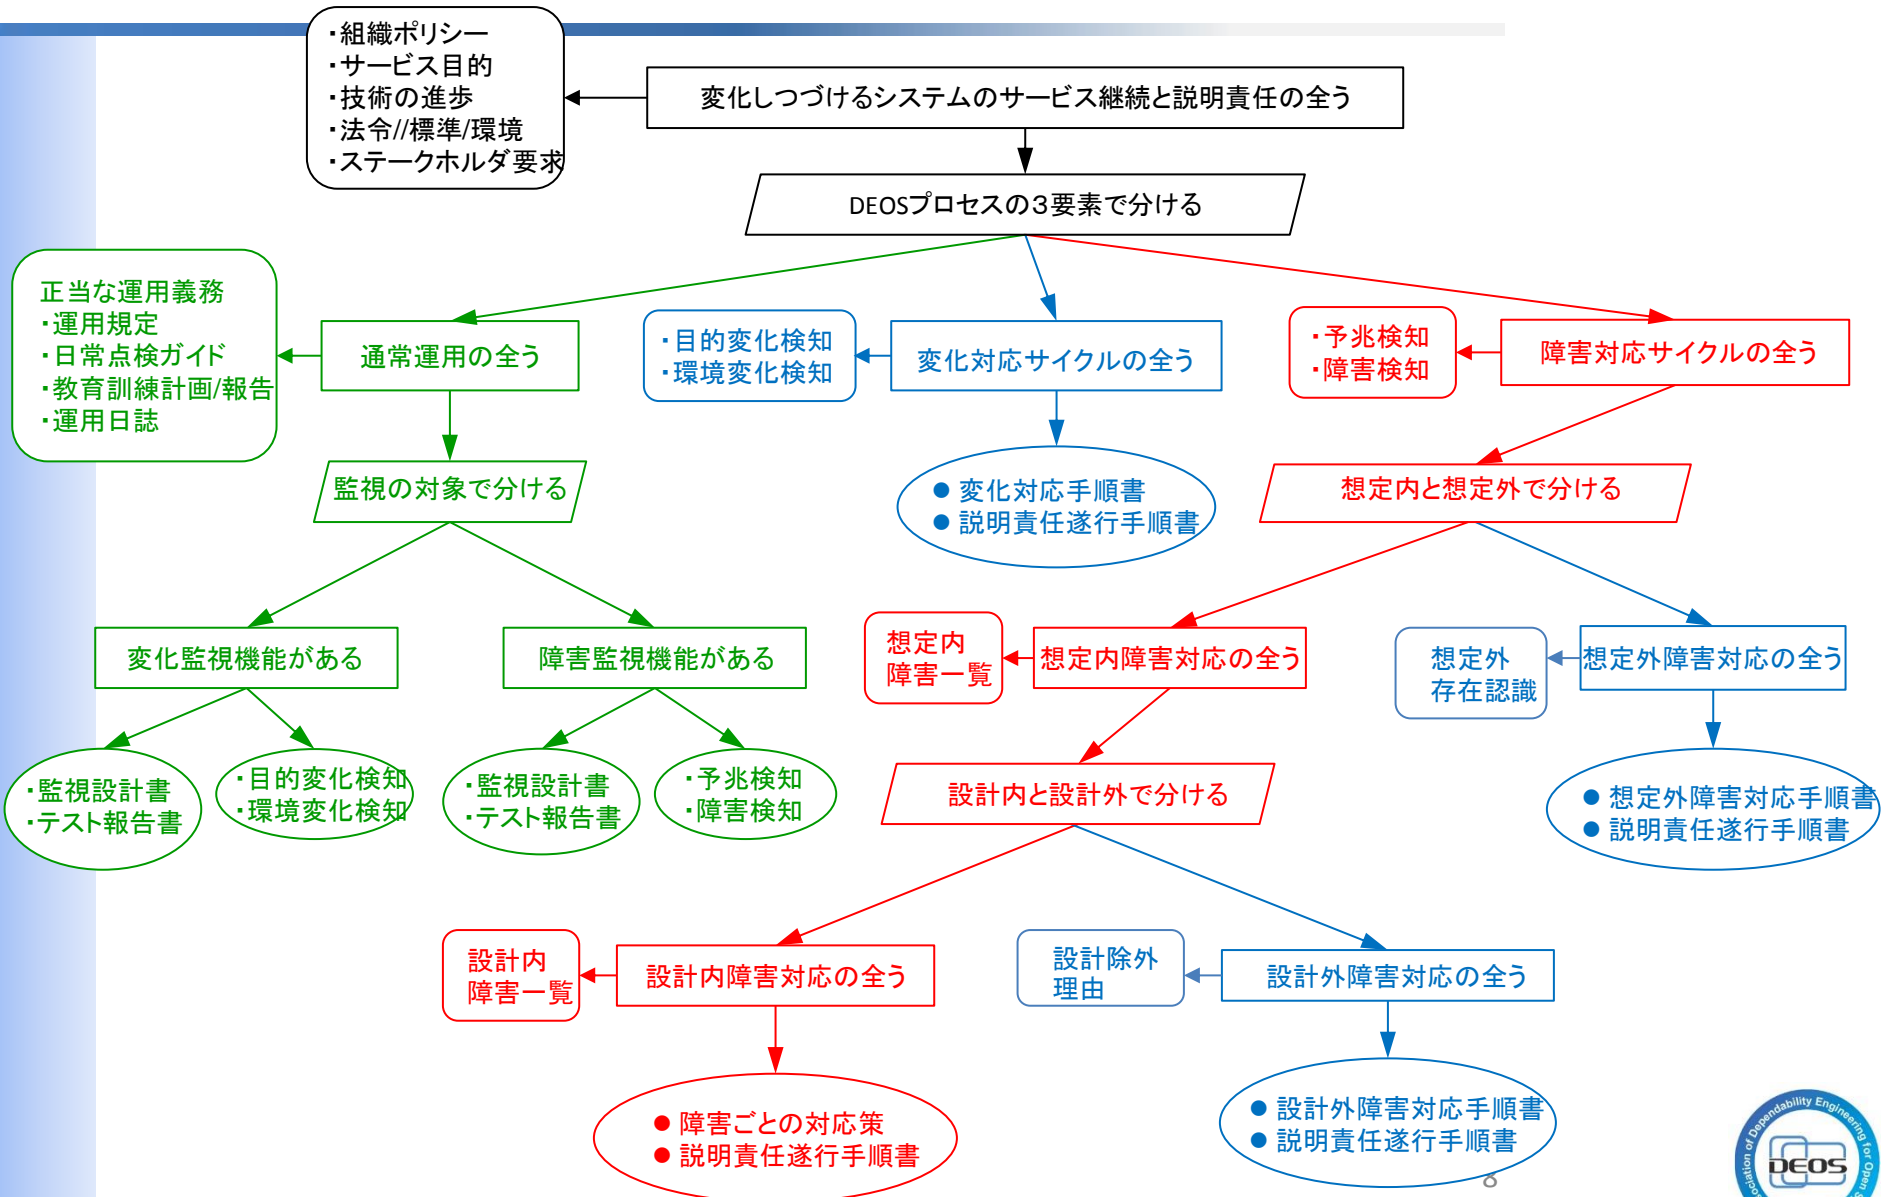 ・組織ポリシー
・サービス目的
・技術の進歩
・法令//標準/環境
・ステークホルダ要求
変化しつづけるシステムのサービス継続と説明責任の全う
DEOSプロセスの３要素で分ける
正当な運用義務
・運用規定
・日常点検ガイド
・教育訓練計画/報告
・運用日誌
通常運用の全う
・目的変化検知
・環境変化検知
変化対応サイクルの全う
・予兆検知
・障害検知
障害対応サイクルの全う
監視の対象で分ける
● 変化対応手順書
● 説明責任遂行手順書
想定内と想定外で分ける
変化監視機能がある
障害監視機能がある
想定内
障害一覧
想定内障害対応の全う
想定外
存在認識
想定外障害対応の全う
・監視設計書
・テスト報告書
・目的変化検知
・環境変化検知
・監視設計書
・テスト報告書
・予兆検知
・障害検知
設計内と設計外で分ける
● 想定外障害対応手順書
● 説明責任遂行手順書
設計内
障害一覧
設計内障害対応の全う
設計除外
理由
設計外障害対応の全う
● 障害ごとの対応策
● 説明責任遂行手順書
● 設計外障害対応手順書
● 説明責任遂行手順書
of Dependability Engineering for Open
DEOS